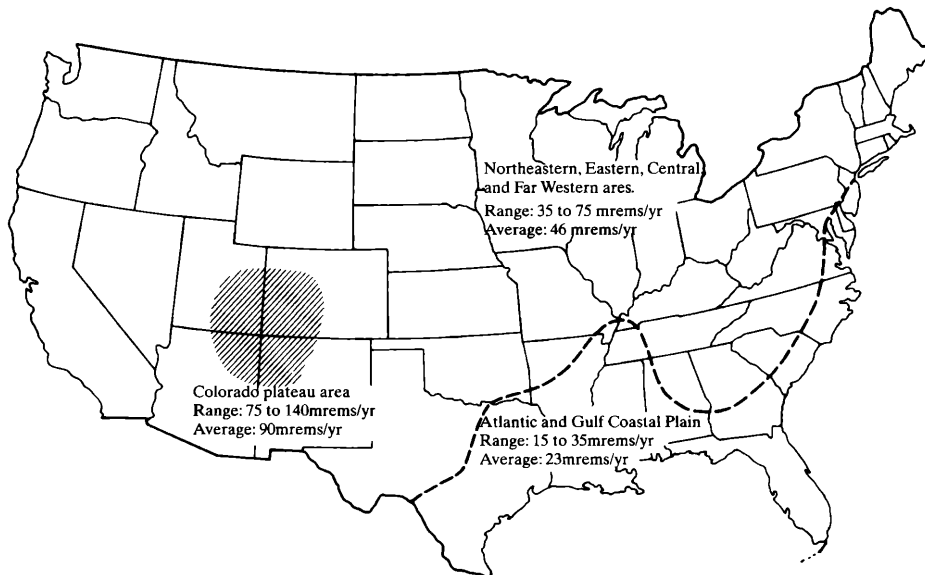 Northeastern, Eastern, Central,
and Far Western ares.
Range: 35 to 75 mrems/yr
Average: 46 mrems/yr
Colorado plateau area
Range: 75 to 140mrems/yr
Average: 90mrems/yr
Atlantic and Gulf Coastal Plain
Range: 15 to 35mrems/yr
Average: 23mrems/yr